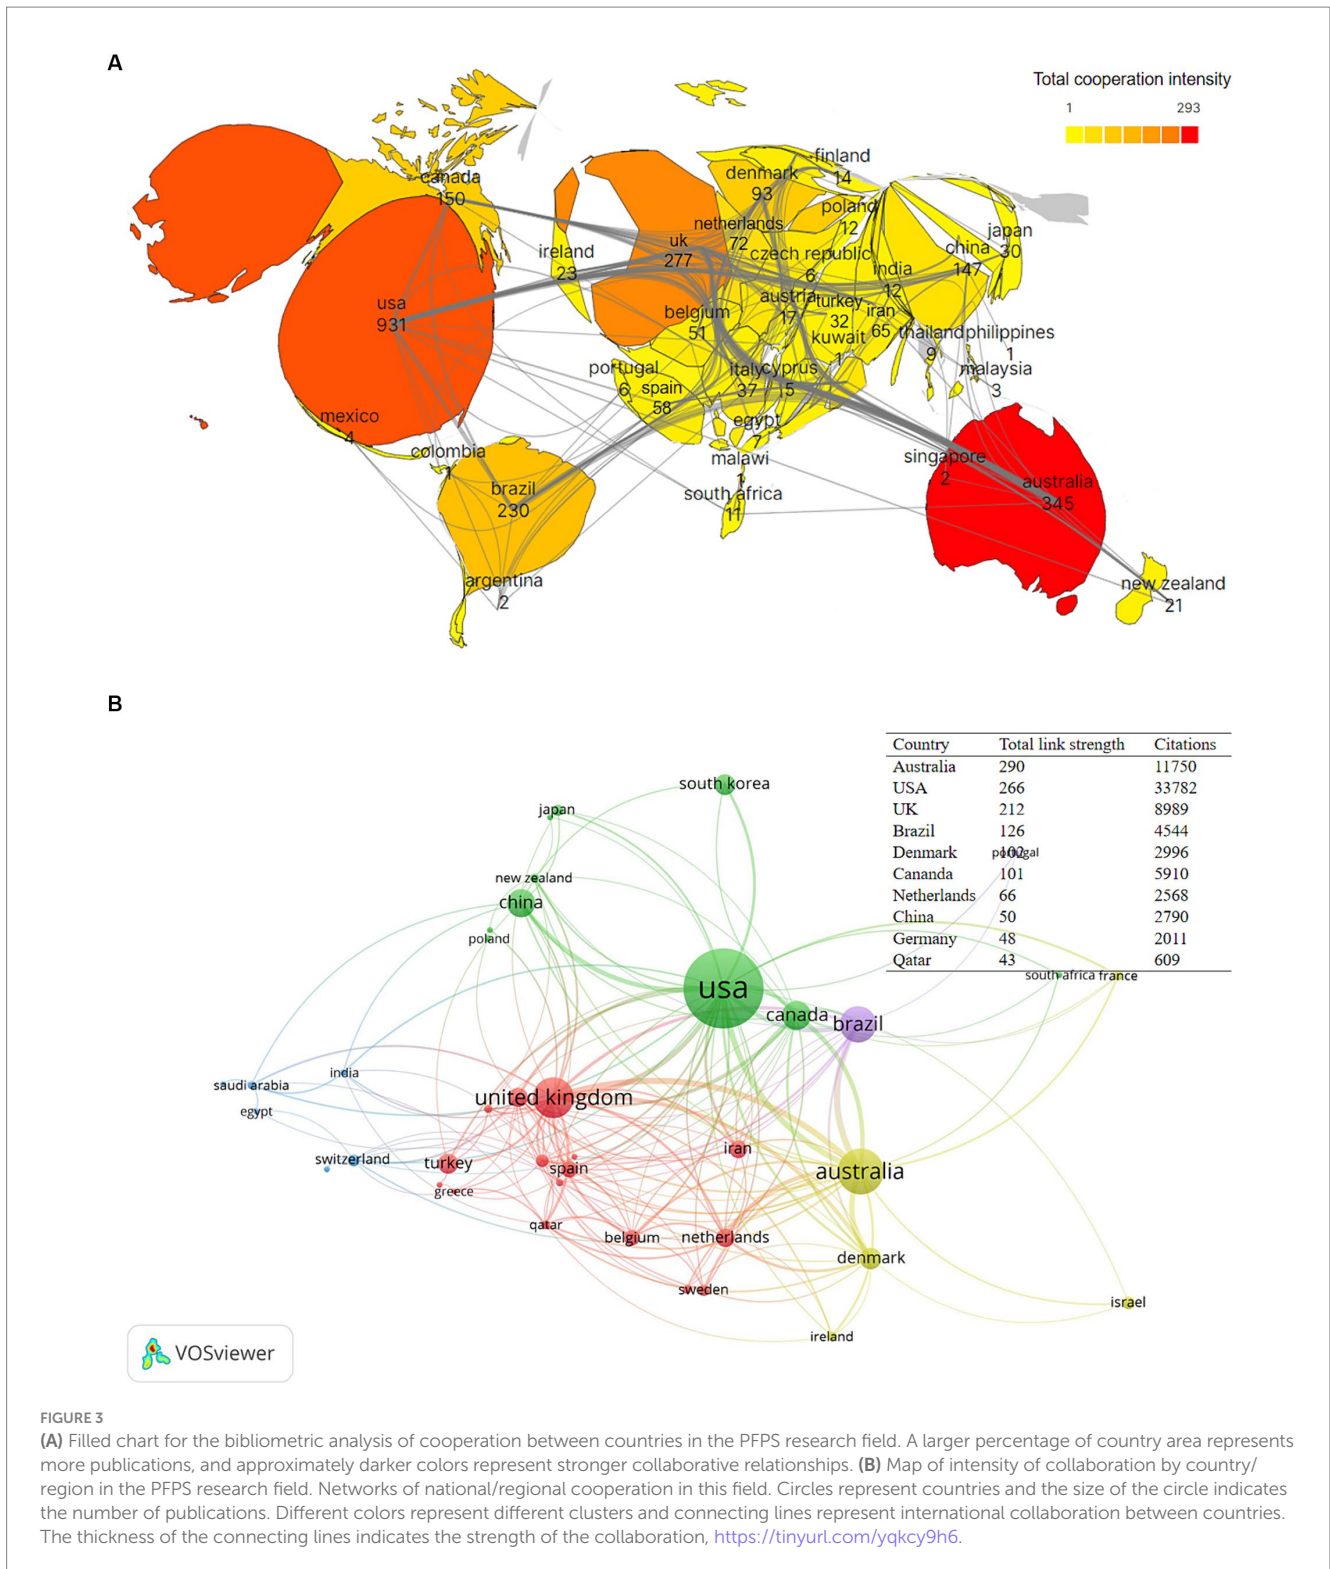 A
Total cooperation intensity
1 293
canada
150
finland
14
denmark
93
poland
12
netherlands
72
japan
30
uk
277
ireland
23
czech republic
6
china
147
india
12
usa
931
belgium
51
austria
17
turkey
32
iran
65
kuwait
1
thailand
9
philippines
1
malaysia
3
portugal
6
spain
58
italy
37
cyprus
5
mexico
4
egypt
7
colombia
1
malawi
1
singapore
2
brazil
230
south africa
11
australia
345
argentina
2
new zealand
21
B
Country Total link strength Citations
Australia 290 11750
USA 266 33782
UK 212 8989
Brazil 126 4544
Denmark 102 2996
Cananda 101 5910
Netherlands 66 2568
China 50 2790
Germany 48 2011
Qatar 43 609
portugal
south korea
japan
new zealand
china
poland
usa
south africa
france
canada
brazil
saudi arabia
india
egypt
united kingdom
switzerland
turkey
spain
iran
australia
greece
qatar
belgium
netherlands
denmark
sweden
israel
ireland
VOSviewer
FIGURE 3
(A) Filled chart for the bibliometric analysis of cooperation between countries in the PFPS research field. A larger percentage of country area represents
more publications, and approximately darker colors represent stronger collaborative relationships. (B) Map of intensity of collaboration by country/
region in the PFPS research field. Networks of national/regional cooperation in this field. Circles represent countries and the size of the circle indicates
the number of publications. Different colors represent different clusters and connecting lines represent international collaboration between countries.
The thickness of the connecting lines indicates the strength of the collaboration, https://tinyurl.com/yqkcy9h6.